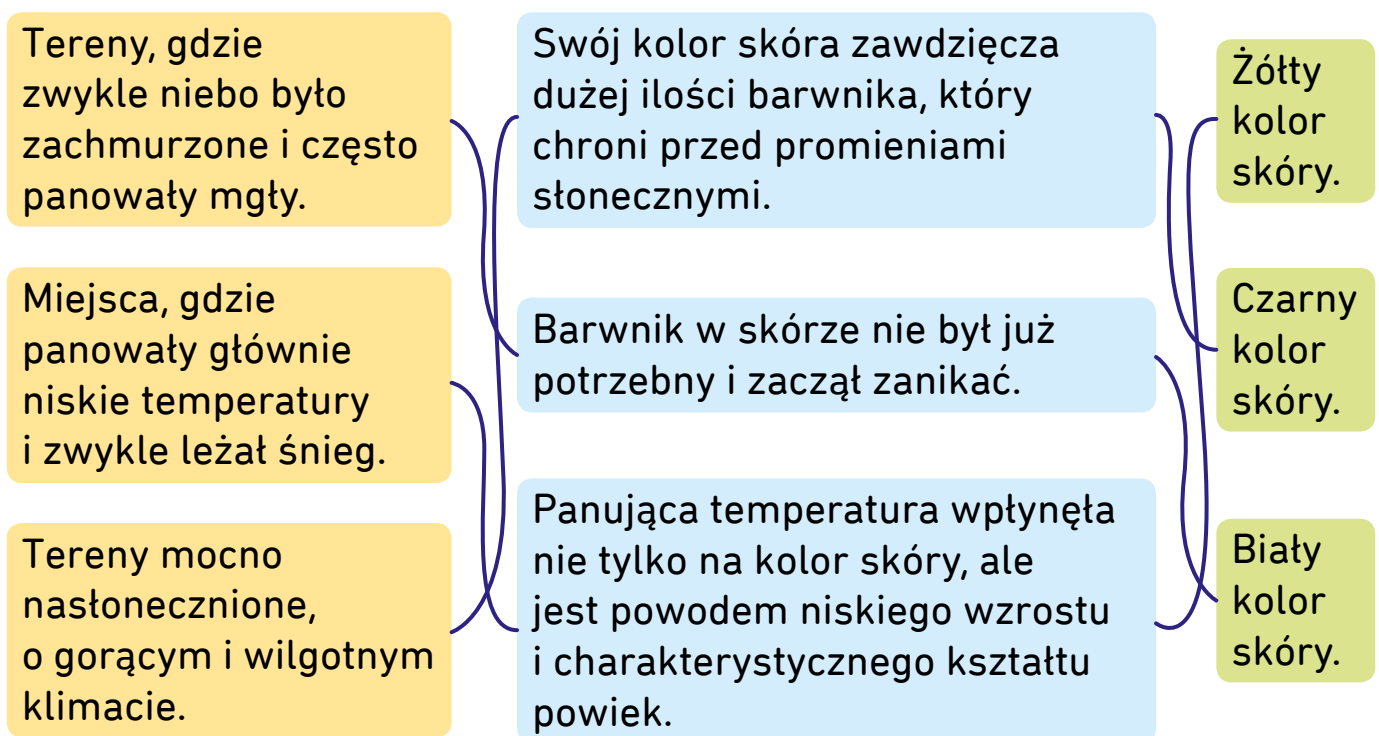 Tereny, gdzie
zwykle niebo było
zachmurzone i często
panowały mgły.
Miejsca, gdzie
panowały głównie
niskie temperatury
i zwykle leżał śnieg.
Tereny mocno
nasłonecznione,
o gorącym i wilgotnym
klimacie.
Swój kolor skóra zawdzięcza
dużej ilości barwnika, który
chroni przed promieniami
słonecznymi.
Barwnik w skórze nie był już
potrzebny i zaczął zanikać.
Panująca temperatura wpłynęła
nie tylko na kolor skóry, ale
jest powodem niskiego wzrostu
i charakterystycznego kształtu
powiek.
Żółty
kolor
skóry.
Czarny
kolor
skóry.
Biały
kolor
skóry.